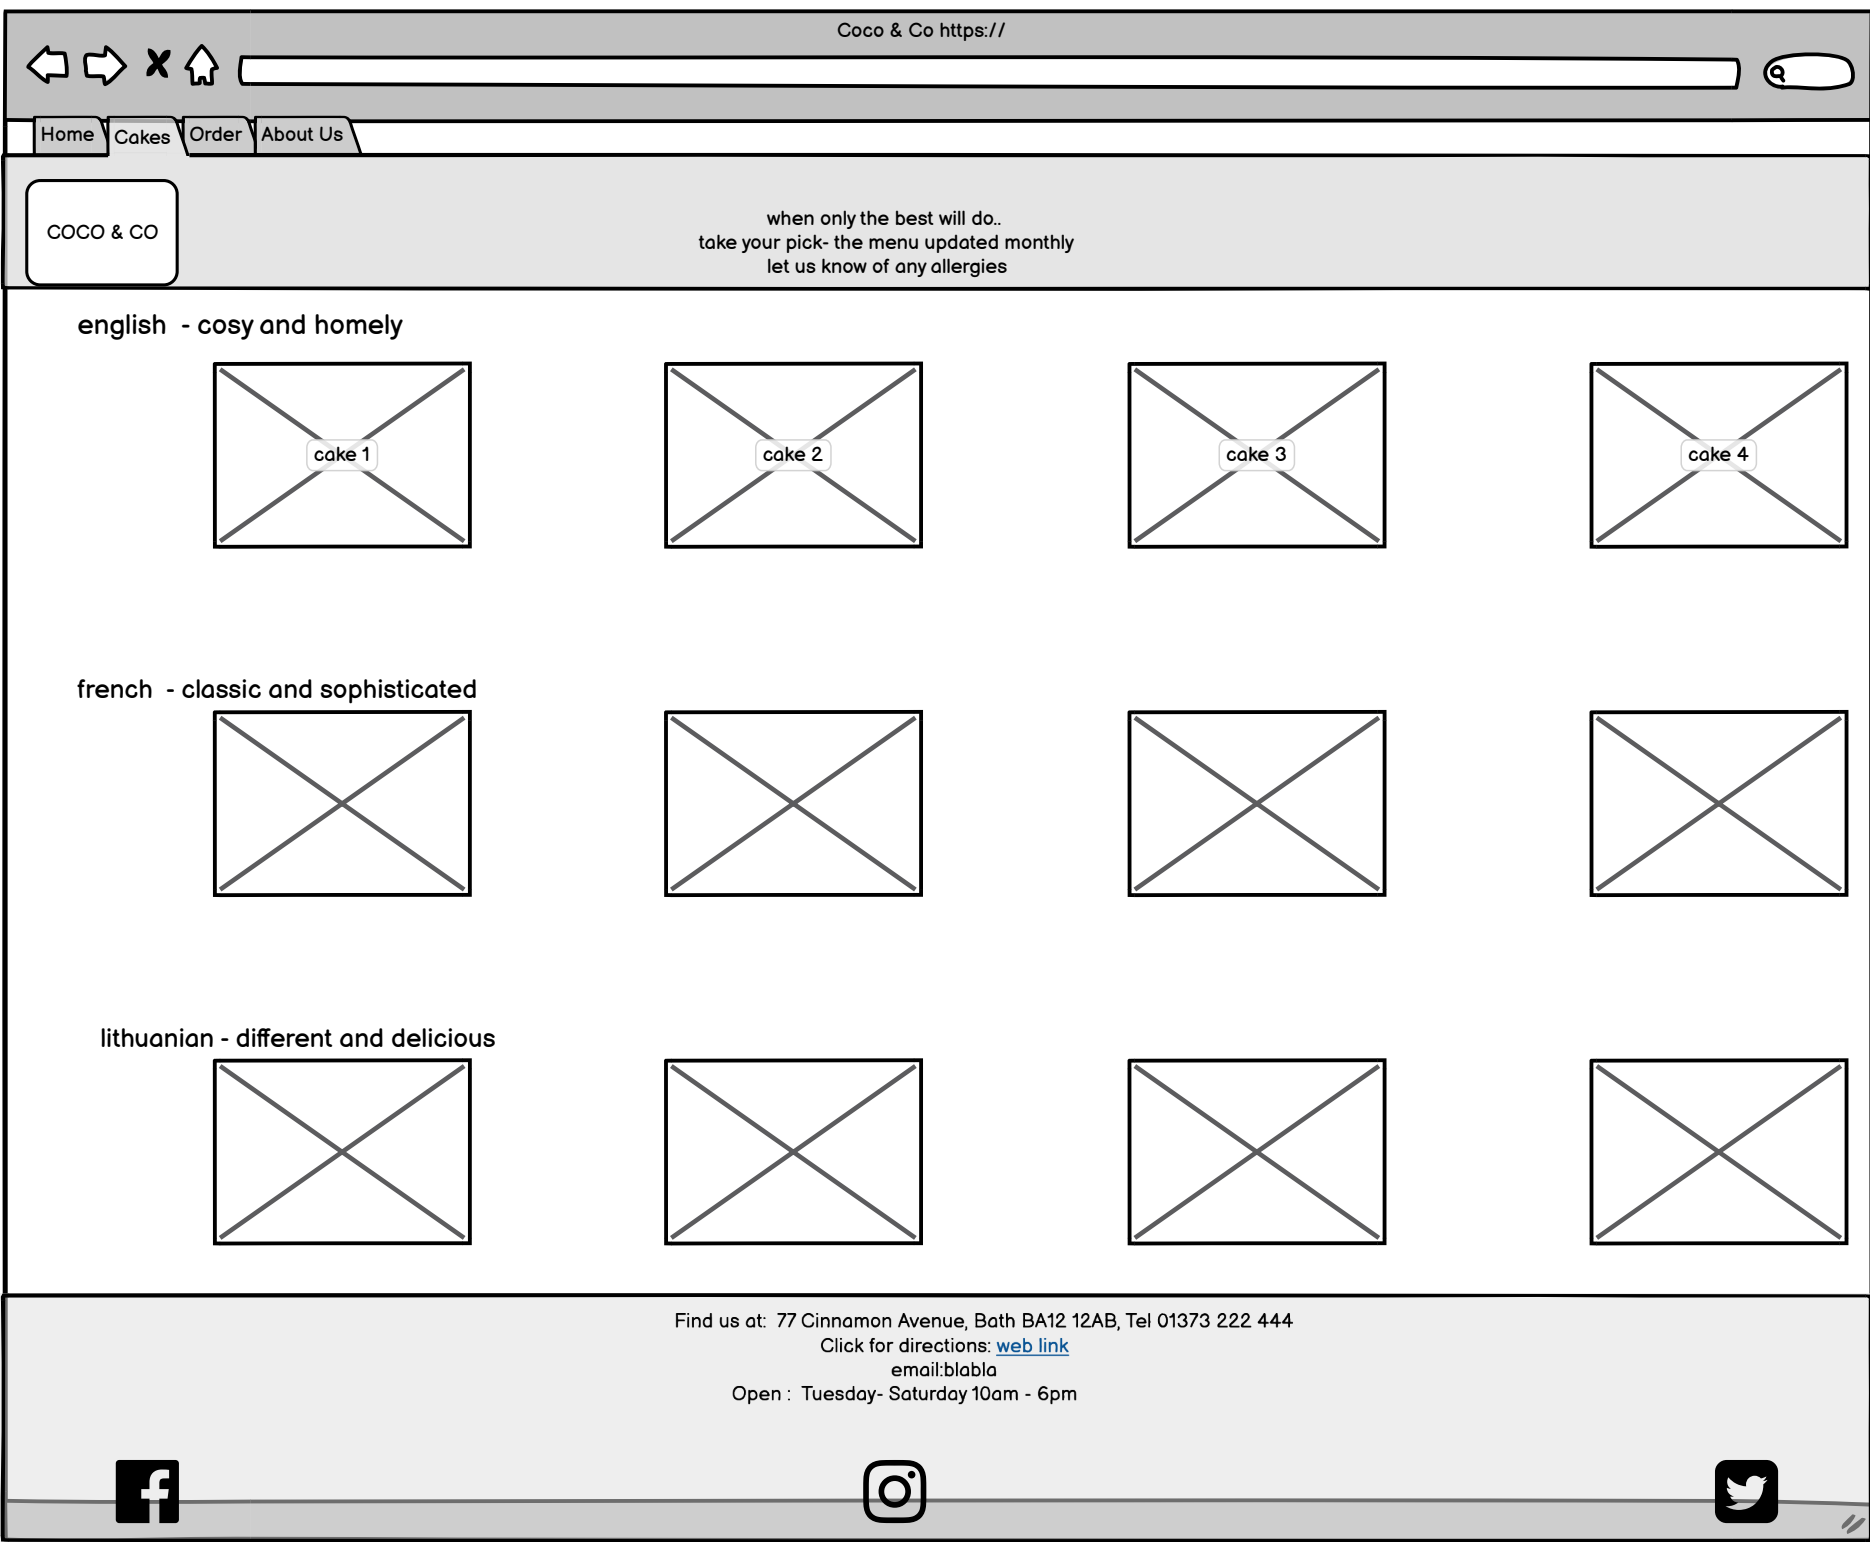 Coco & Co https://
Home Cakes Order About Us
COCO & CO
when only the best will do..
take your pick- the menu updated monthly
let us know of any allergies
english  - cosy and homely
cake 1 cake 2 cake 3 cake 4
french  - classic and sophisticated
lithuanian - different and delicious
Find us at:  77 Cinnamon Avenue, Bath BA12 12AB, Tel 01373 222 444
Click for directions: web link
email:blabla
Open :  Tuesday- Saturday 10am - 6pm